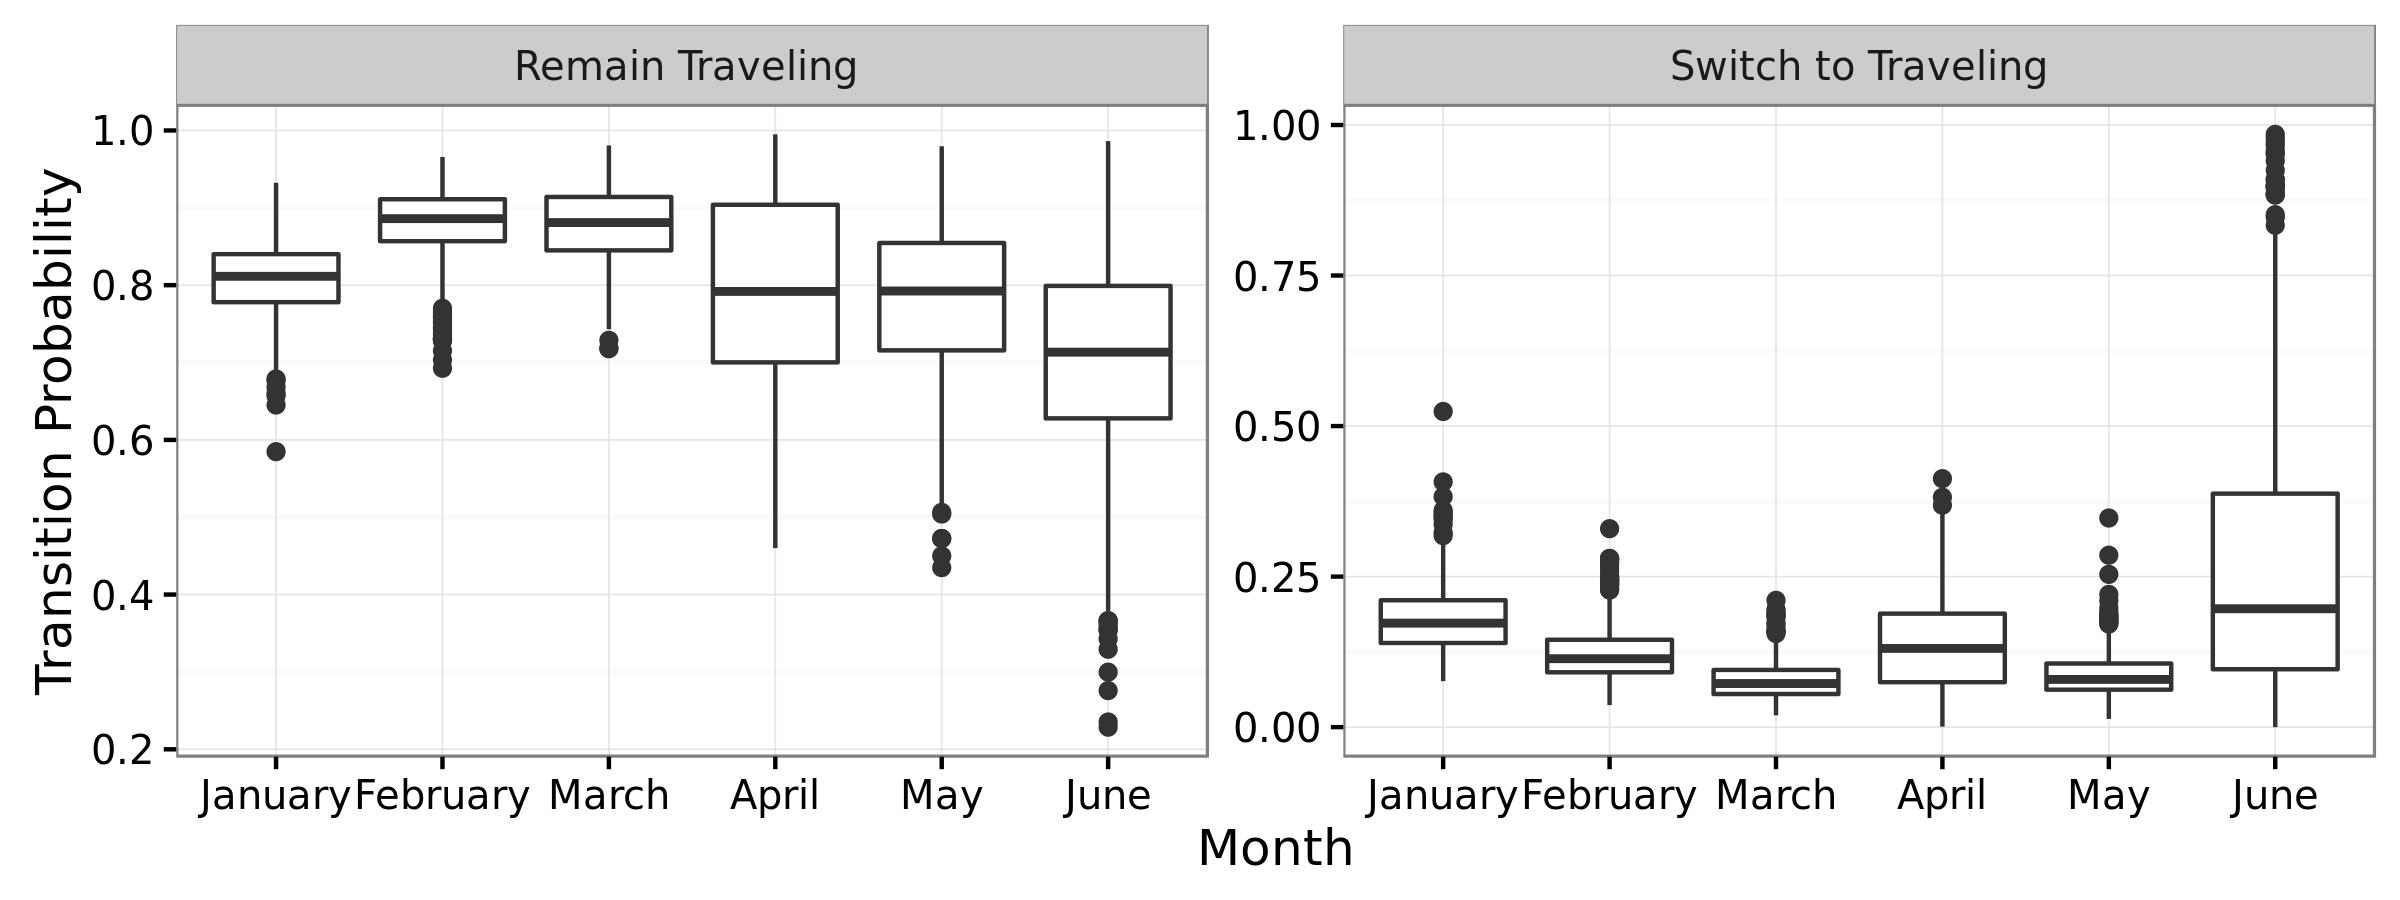 Remain Traveling
Switch to Traveling
Transition Probability
1.0
0.8
0.6
0.4
0.2
1.00
0.75
0.50
0.25
0.00
January February March April May June
January February March April May June
Month